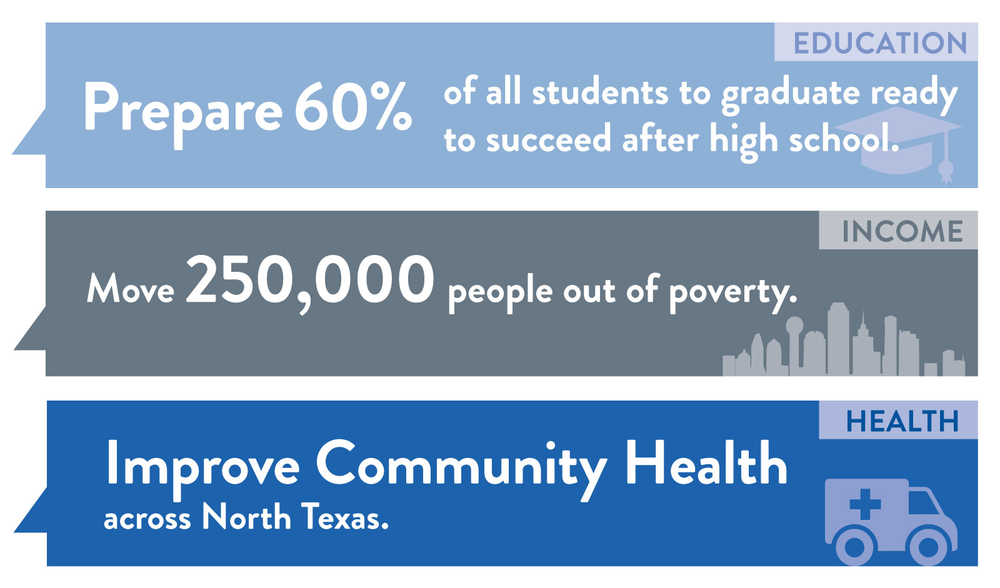 EDUCATION
Prepare 60% of all students to graduate ready
to succeed after high school.
INCOME
Move 250,000 people out of poverty.
HEALTH
Improve Community Health
across North Texas.